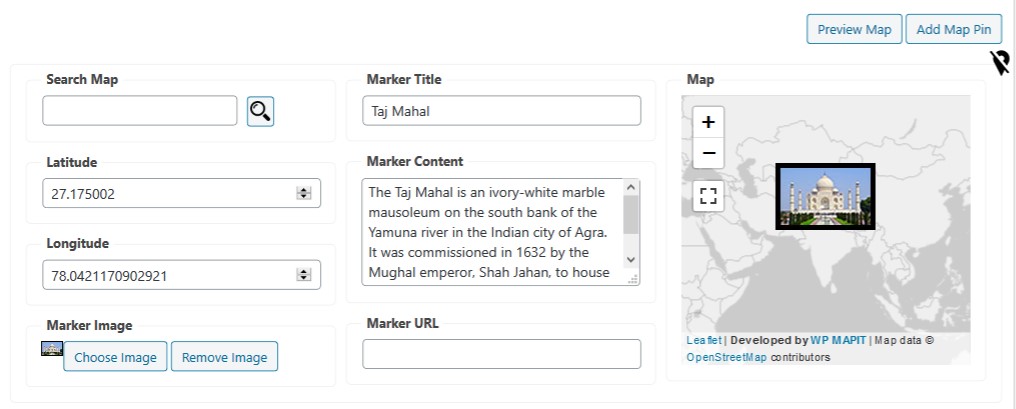 Preview Map
Add Map Pin
Search Map
Marker Title
Taj Mahal
Map
+
−
Latitude
27.175002
Marker Content
The Taj Mahal is an ivory-white marble
mausoleum on the south bank of the
Yamuna river in the Indian city of Agra.
It was commissioned in 1632 by the
Mughal emperor, Shah Jahan, to house
Longitude
78.0421170902921
Marker Image
Choose Image
Remove Image
Marker URL
Leaflet | Developed by WP MAPIT | Map data ©
OpenStreetMap contributors